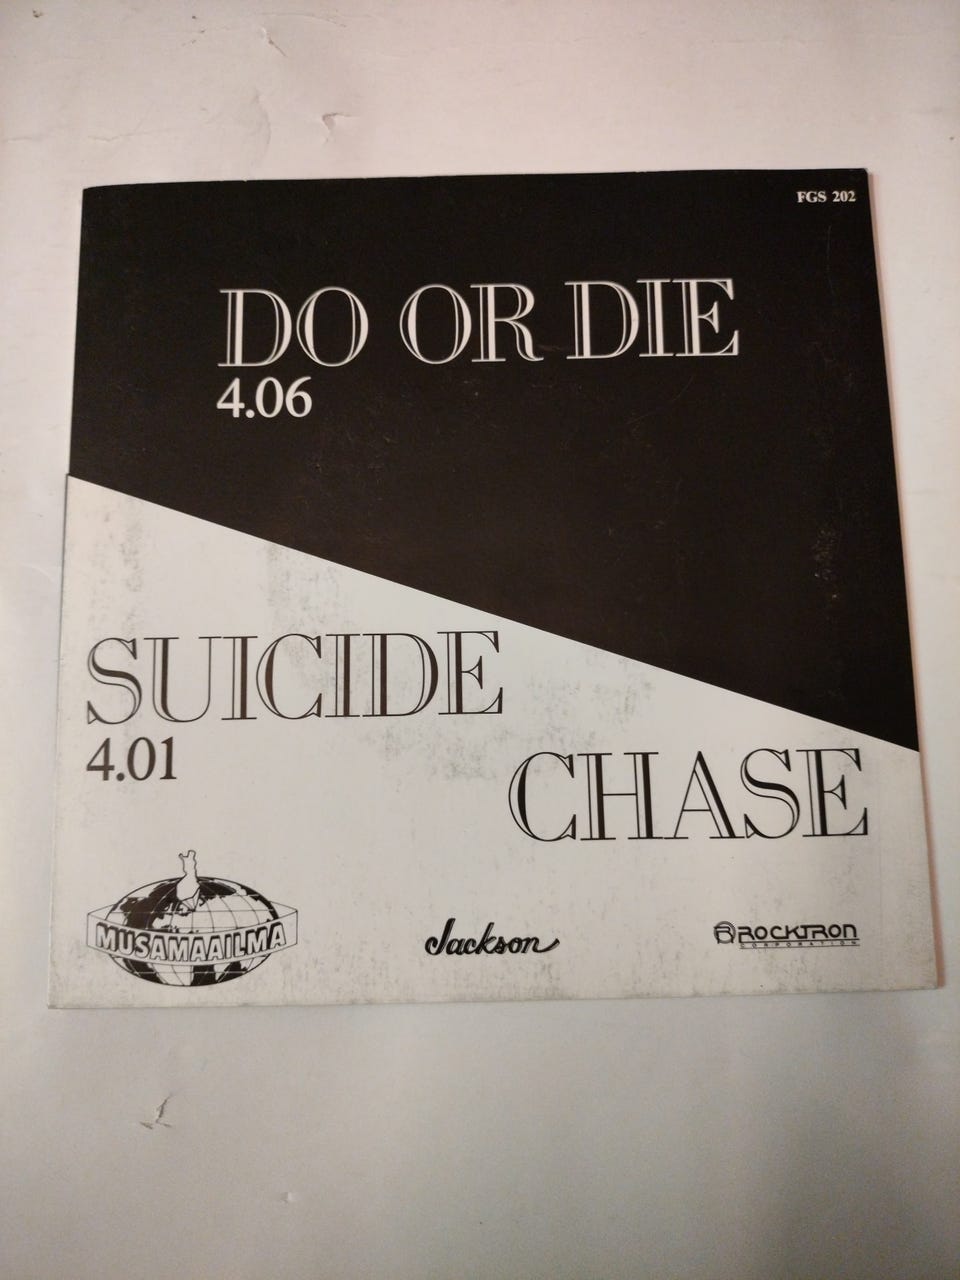 FGS 202
DO OR DIE
4.06
SUICIDE
4.01
CHASE
MUSAMAAILMA
Jackson
R ROCKTRON
CORPORATION